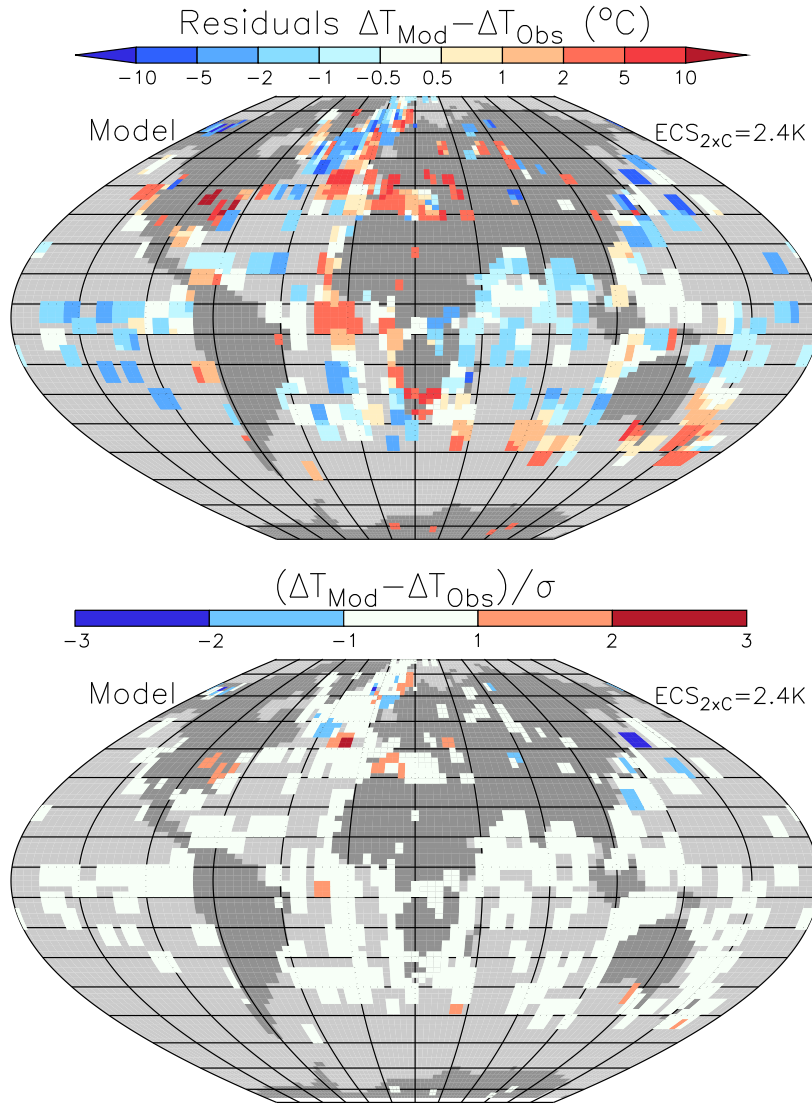 Residuals ΔT_Mod−ΔT_Obs (°C)
−10 −5 −2 −1 −0.5 0.5 1 2 5 10
Model ECS_2xC=2.4K
(ΔT_Mod−ΔT_Obs)/σ
−3 −2 −1 1 2 3
Model ECS_2xC=2.4K